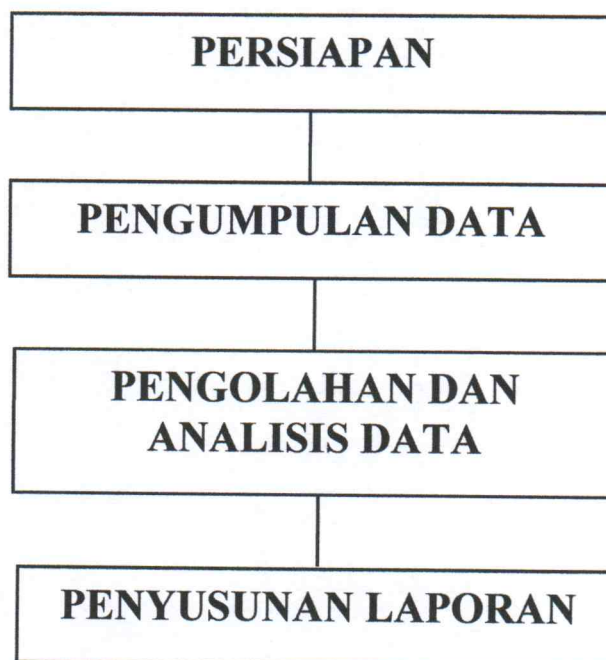 PERSIAPAN
PENGUMPULAN DATA
PENGOLAHAN DAN
ANALISIS DATA
PENYUSUNAN LAPORAN